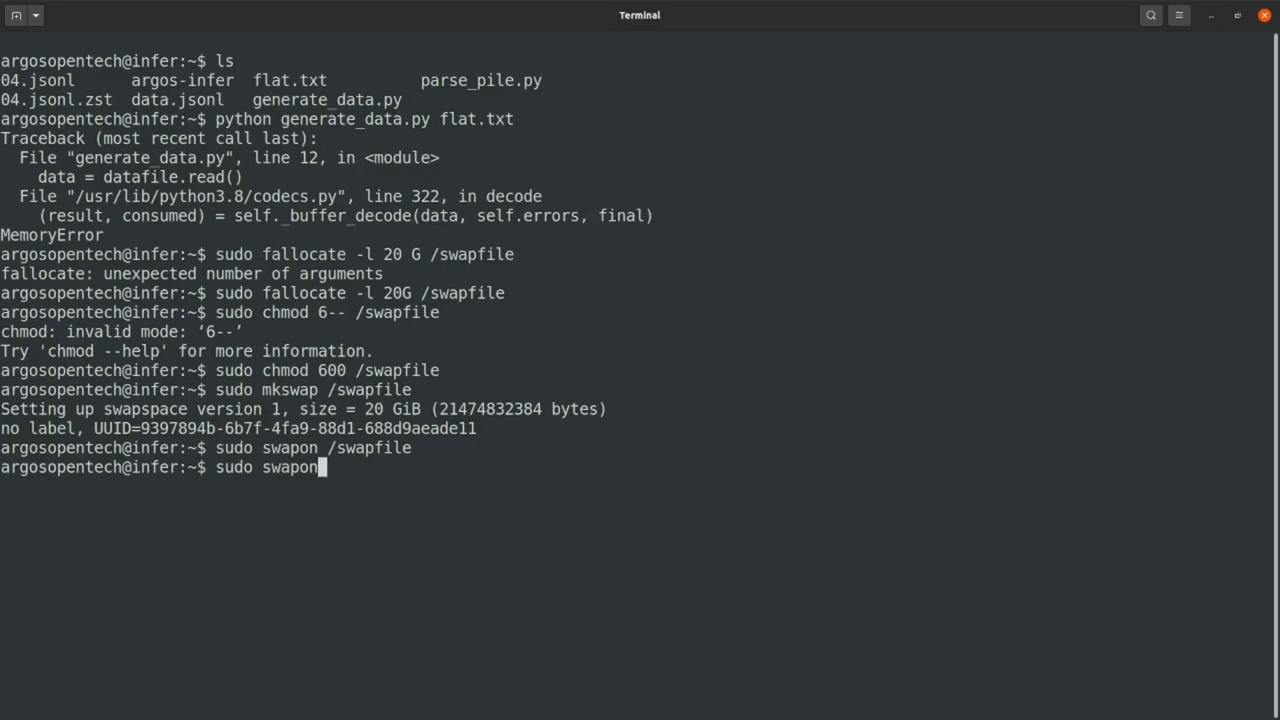 Terminal
argosopentech@infer:~$ ls
04.jsonl      argos-infer  flat.txt          parse_pile.py
04.jsonl.zst  data.jsonl   generate_data.py
argosopentech@infer:~$ python generate_data.py flat.txt
Traceback (most recent call last):
  File "generate_data.py", line 12, in <module>
    data = datafile.read()
  File "/usr/lib/python3.8/codecs.py", line 322, in decode
    (result, consumed) = self._buffer_decode(data, self.errors, final)
MemoryError
argosopentech@infer:~$ sudo fallocate -l 20 G /swapfile
fallocate: unexpected number of arguments
argosopentech@infer:~$ sudo fallocate -l 20G /swapfile
argosopentech@infer:~$ sudo chmod 6-- /swapfile
chmod: invalid mode: ‘6--’
Try 'chmod --help' for more information.
argosopentech@infer:~$ sudo chmod 600 /swapfile
argosopentech@infer:~$ sudo mkswap /swapfile
Setting up swapspace version 1, size = 20 GiB (21474832384 bytes)
no label, UUID=9397894b-6b7f-4fa9-88d1-688d9aeade11
argosopentech@infer:~$ sudo swapon /swapfile
argosopentech@infer:~$ sudo swapon